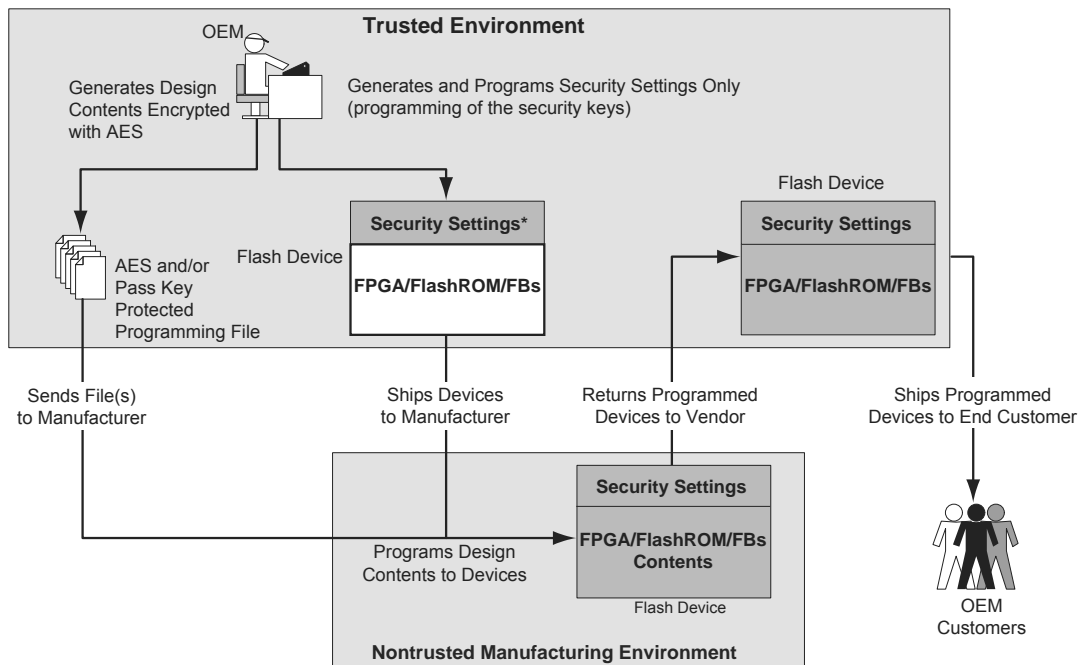 Trusted Environment
OEM
Generates Design
Contents Encrypted
with AES
Generates and Programs Security Settings Only
(programming of the security keys)
Flash Device
Security Settings*
FPGA/FlashROM/FBs
AES and/or
Pass Key
Protected
Programming File
Flash Device
Security Settings
FPGA/FlashROM/FBs
Sends File(s)
to Manufacturer
Ships Devices
to Manufacturer
Returns Programmed
Devices to Vendor
Ships Programmed
Devices to End Customer
Programs Design
Contents to Devices
Security Settings
FPGA/FlashROM/FBs
Contents
Flash Device
Nontrusted Manufacturing Environment
OEM
Customers